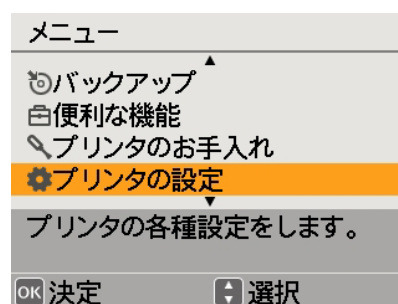 メニュー
バックアップ
便利な機能
プリンタのお手入れ
プリンタの設定
プリンタの各種設定をします。
OK 決定 選択